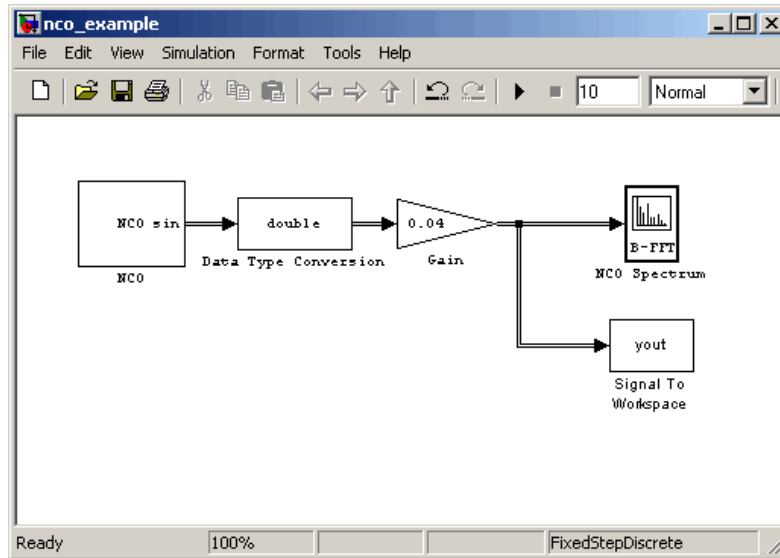 nco_example
File Edit View Simulation Format Tools Help
10 Normal
NCO sin
NCO
double
Data Type Conversion
0.04
Gain
B-FFT
NCO Spectrum
yout
Signal To
Workspace
Ready 100% FixedStepDiscrete